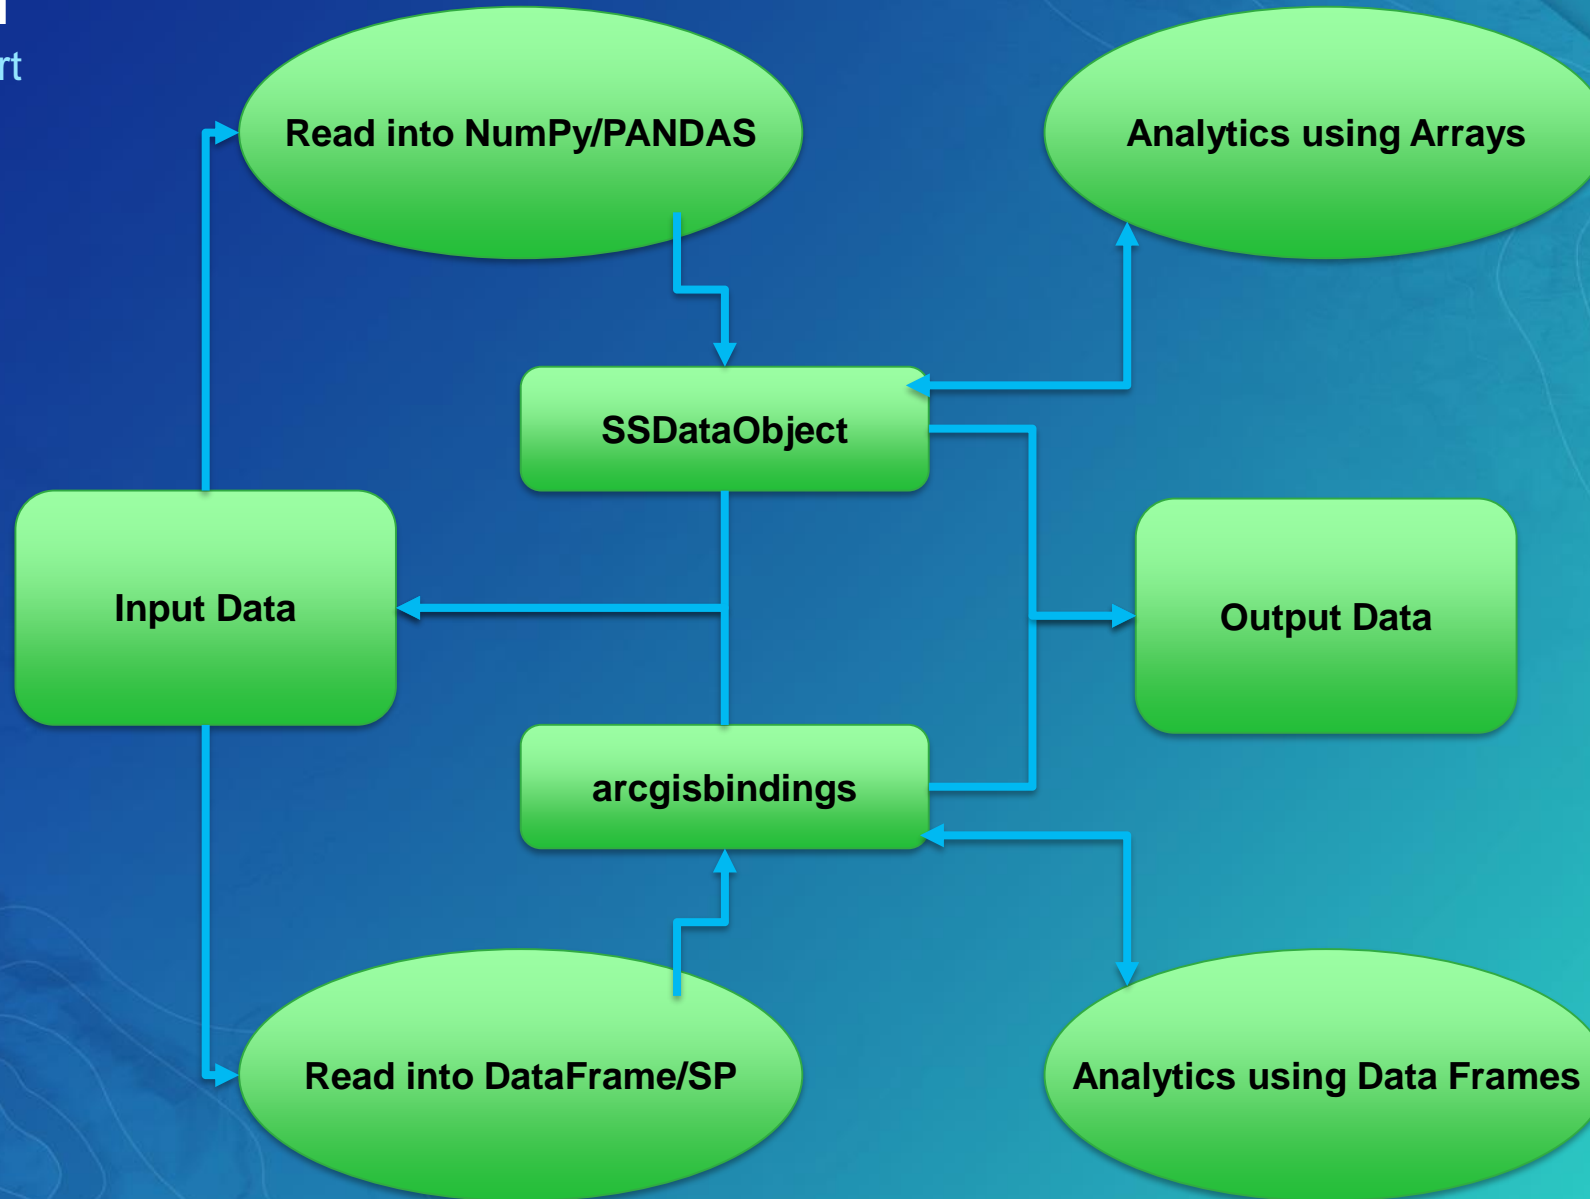 rt
Read into NumPy/PANDAS
Analytics using Arrays
SSDataObject
Input Data
Output Data
arcgisbindings
Read into DataFrame/SP
Analytics using Data Frames